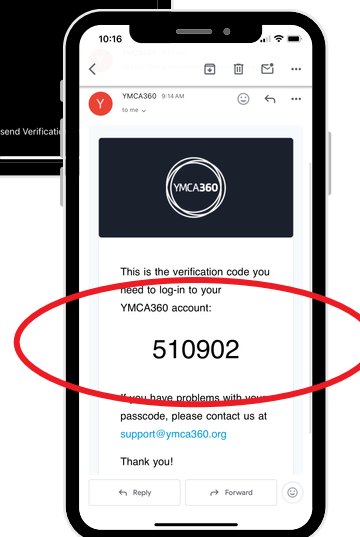 10:16
YMCA360 9:14 AM
to me
Y
send Verificati
YMCA360
This is the verification code you
need to log-in to your
YMCA360 account:
510902
If you have problems with your
passcode, please contact us at
support@ymca360.org
Thank you!
Reply
Forward